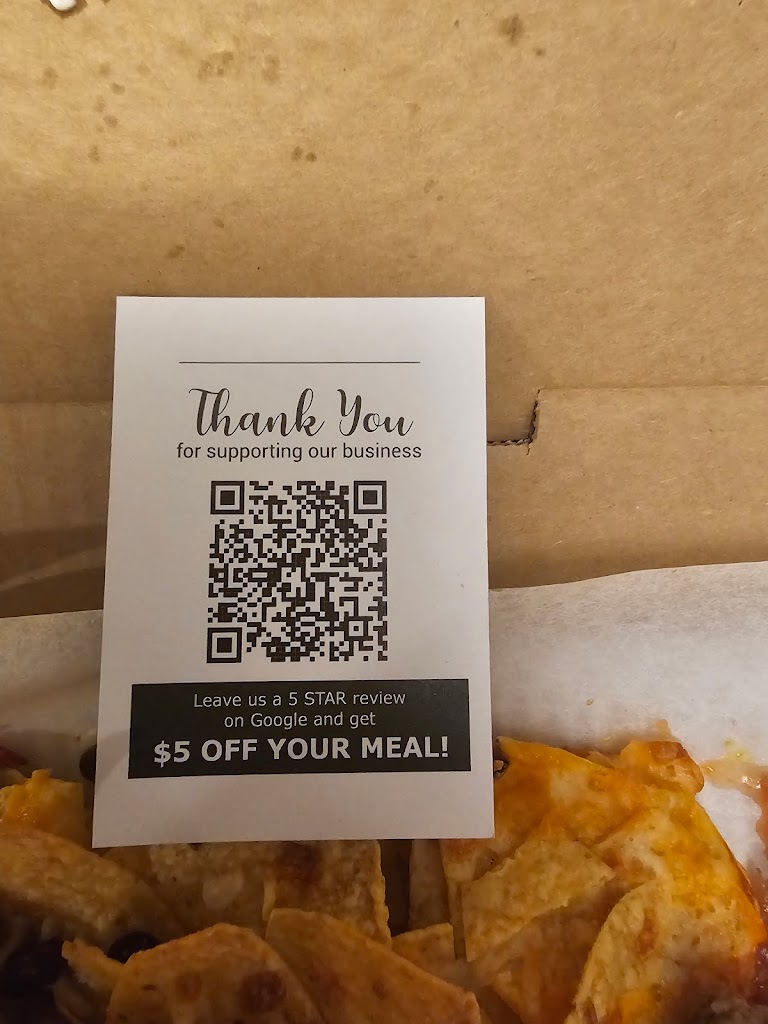 Thank You
for supporting our business
Leave us a 5 STAR review
on Google and get
$5 OFF YOUR MEAL!